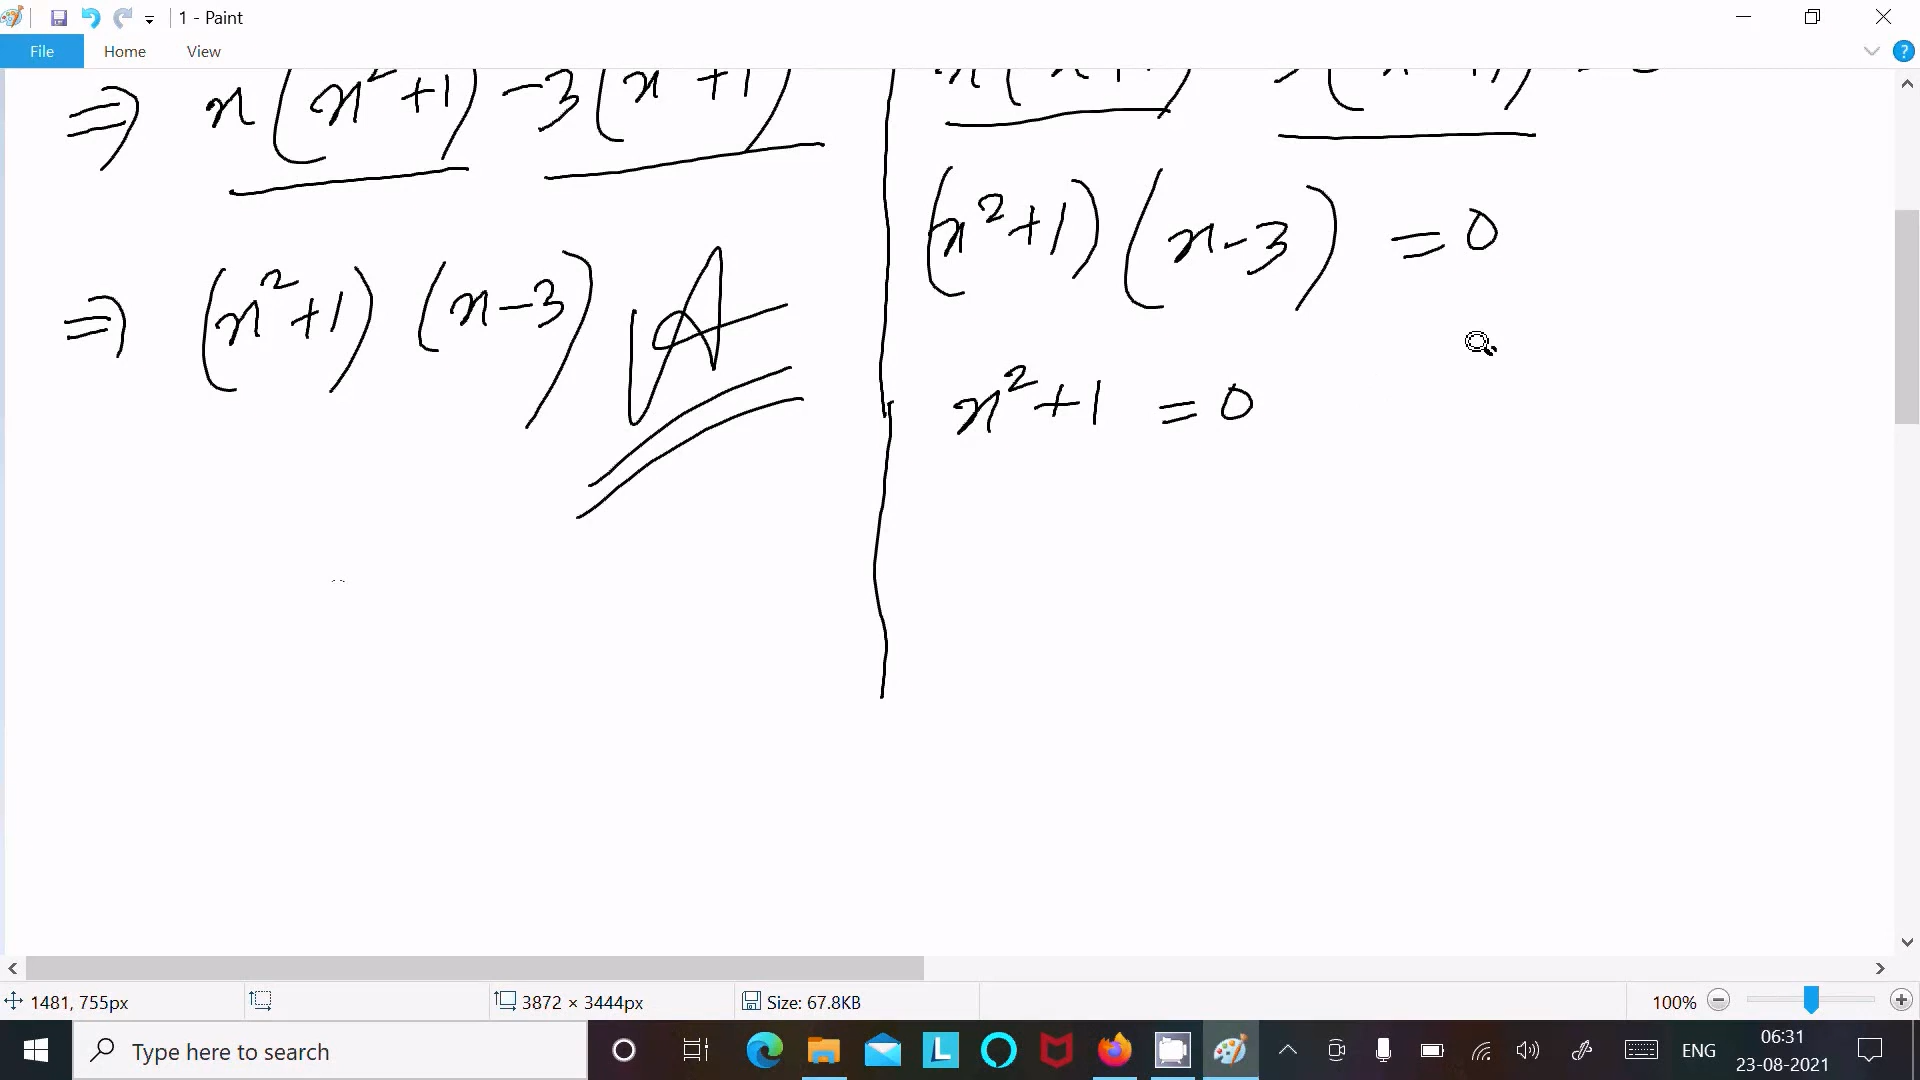 1 - Paint
File Home View
⇒ x(x²+1) -3(x²+1)
⇒ (x²+1) (x-3)
(x²+1) (x-3) = 0
x²+1 = 0
1481, 755px
3872 × 3444px
Size: 67.8KB
100%
Type here to search
ENG
06:31
23-08-2021